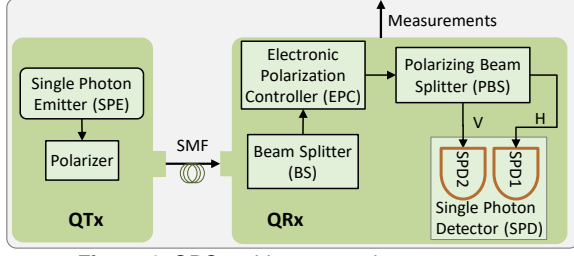 Measurements
Single Photon
Emitter (SPE)
Polarizer
QTx
SMF
Electronic
Polarization
Controller (EPC)
Beam Splitter
(BS)
QRx
Polarizing Beam
Splitter (PBS)
V
H
SPD2
SPD1
Single Photon
Detector (SPD)